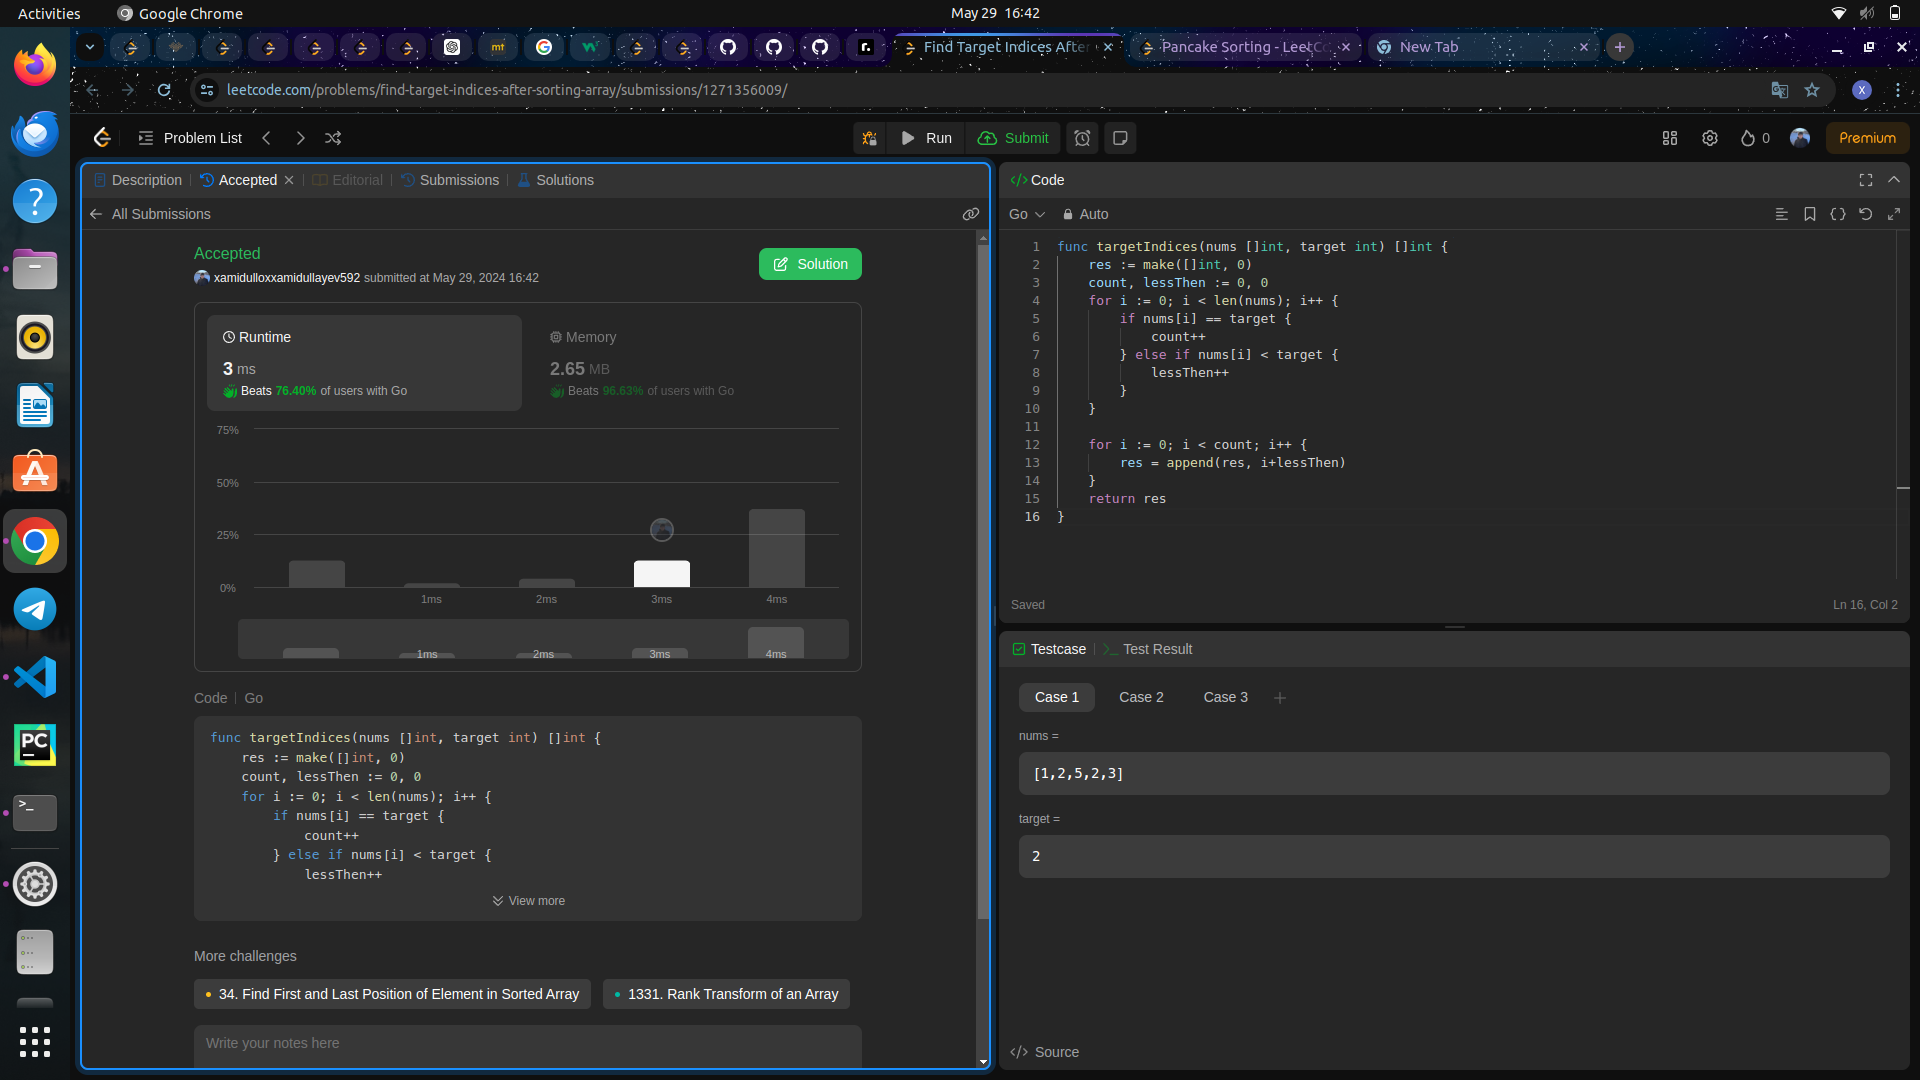 Activities
Google Chrome
May 29 16:42
Find Target Indices After
Pancake Sorting - LeetCo
New Tab
leetcode.com/problems/find-target-indices-after-sorting-array/submissions/1271356009/
X
Problem List
Run
Submit
0
Premium
Description
Accepted
Editorial
Submissions
Solutions
All Submissions
Accepted
xamidulloxxamidullayev592 submitted at May 29, 2024 16:42
Solution
Runtime
3 ms
Beats 76.40% of users with Go
Memory
2.65 MB
Beats 96.63% of users with Go
75%
50%
25%
0%
1ms
2ms
3ms
4ms
1ms
2ms
3ms
4ms
Code | Go
func targetIndices(nums []int, target int) []int {
res := make([]int, 0)
count, lessThen := 0, 0
for i := 0; i < len(nums); i++ {
if nums[i] == target {
count++
} else if nums[i] < target {
lessThen++
View more
More challenges
34. Find First and Last Position of Element in Sorted Array
1331. Rank Transform of an Array
Write your notes here
</> Code
Go
Auto
1 func targetIndices(nums []int, target int) []int {
2 res := make([]int, 0)
3 count, lessThen := 0, 0
4 for i := 0; i < len(nums); i++ {
5 if nums[i] == target {
6 count++
7 } else if nums[i] < target {
8 lessThen++
9 }
10 }
11
12 for i := 0; i < count; i++ {
13 res = append(res, i+lessThen)
14 }
15 return res
16 }
Saved
Ln 16, Col 2
Testcase
Test Result
Case 1
Case 2
Case 3
nums =
[1,2,5,2,3]
target =
2
</> Source